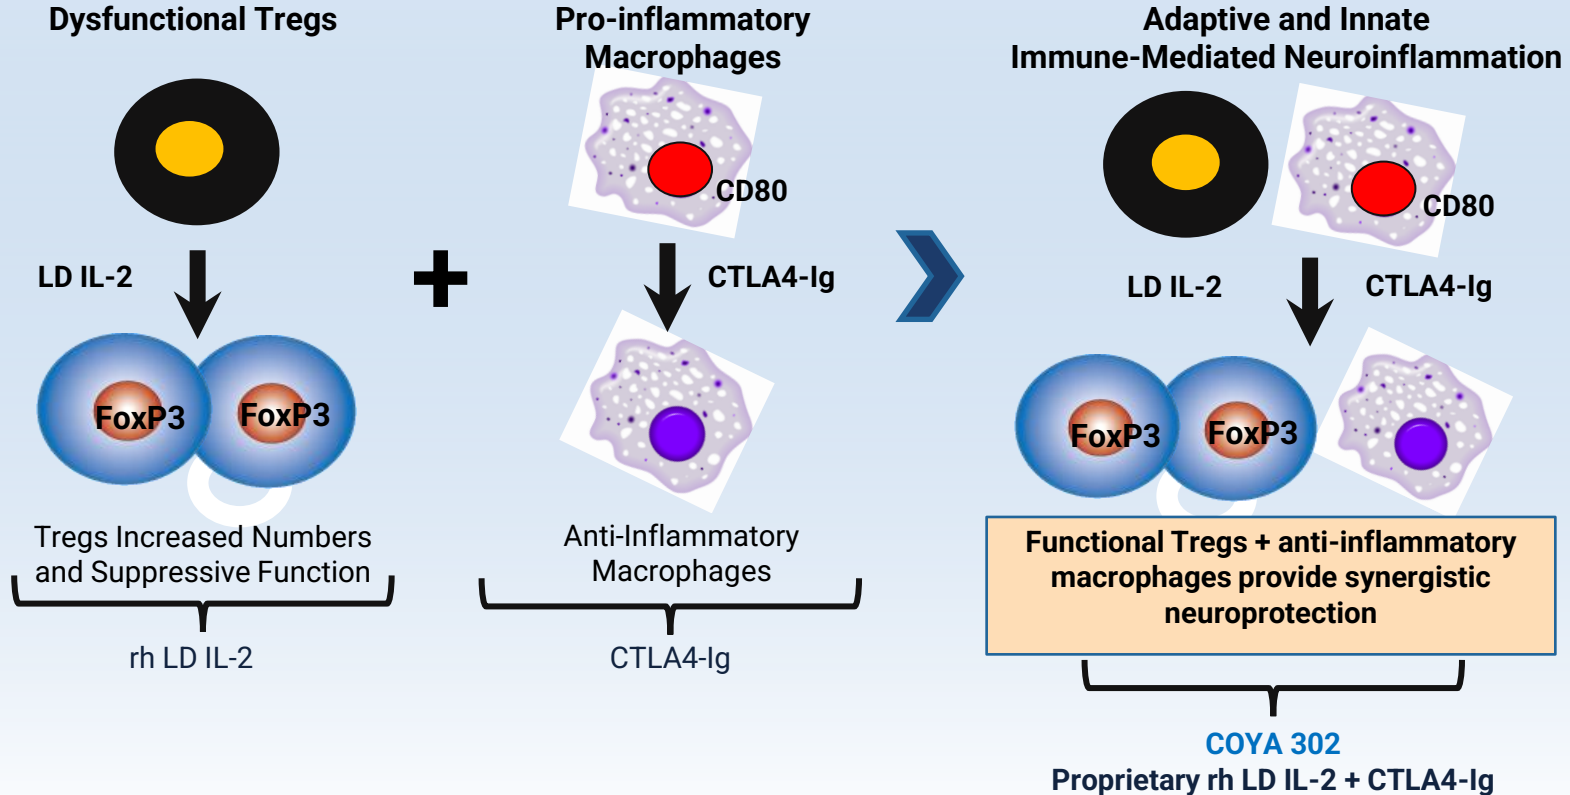 Dysfunctional Tregs
LD IL-2
FoxP3
FoxP3
Tregs Increased Numbers
and Suppressive Function
rh LD IL-2
Pro-inflammatory
Macrophages
CD80
CTLA4-Ig
Anti-Inflammatory
Macrophages
CTLA4-Ig
Adaptive and Innate
Immune-Mediated Neuroinflammation
CD80
LD IL-2
CTLA4-Ig
FoxP3
FoxP3
Functional Tregs + anti-inflammatory
macrophages provide synergistic
neuroprotection
COYA 302
Proprietary rh LD IL-2 + CTLA4-Ig